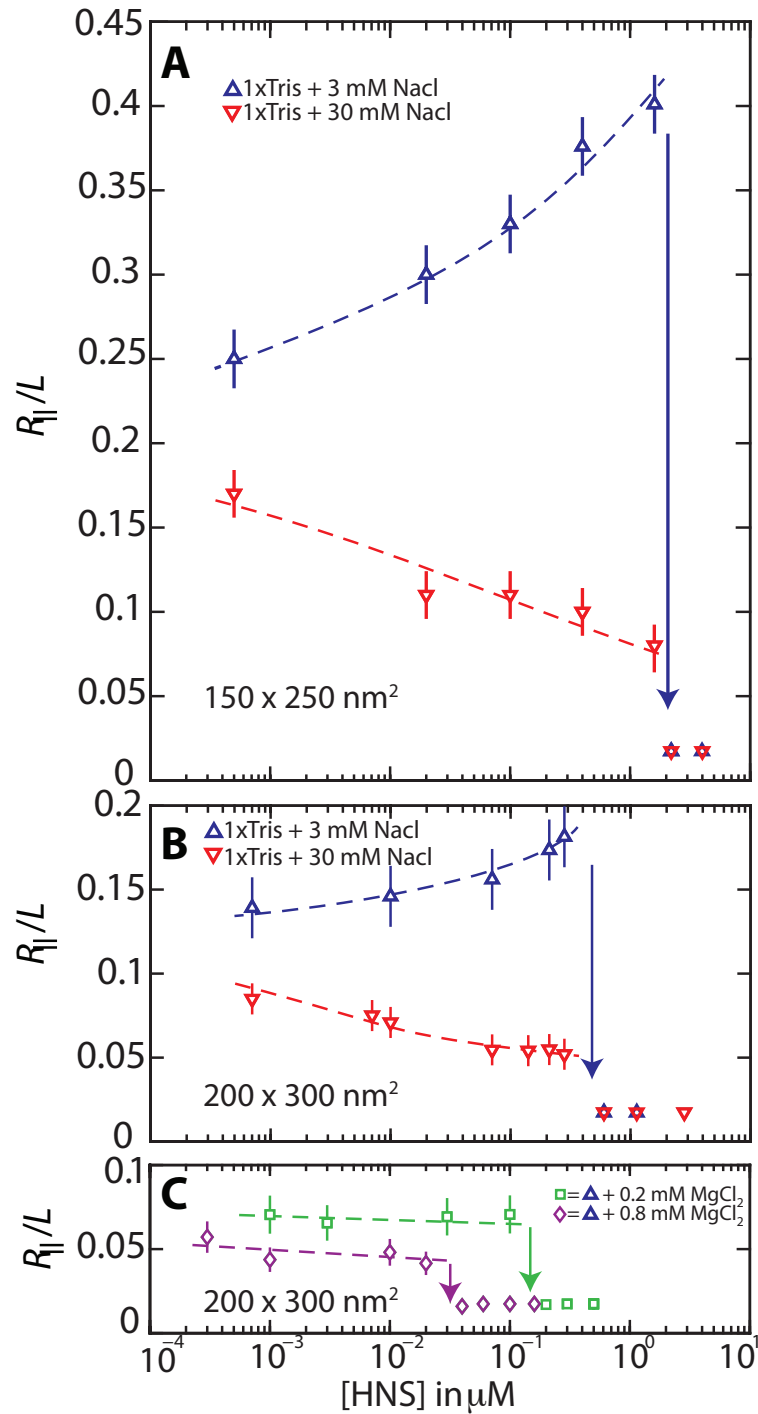 A
1xTris + 3 mM Nacl
1xTris + 30 mM Nacl
0.45
0.4
0.35
0.3
0.25
0.2
0.15
0.1
0.05
0
R||/L
150 x 250 nm²
B
1xTris + 3 mM Nacl
1xTris + 30 mM Nacl
0.2
0.15
0.1
0.05
0
R||/L
200 x 300 nm²
C
= + 0.2 mM MgCl₂
= + 0.8 mM MgCl₂
0.1
0.05
0
R||/L
200 x 300 nm²
10⁻⁴ 10⁻³ 10⁻² 10⁻¹ 10⁰ 10¹
[HNS] in μM